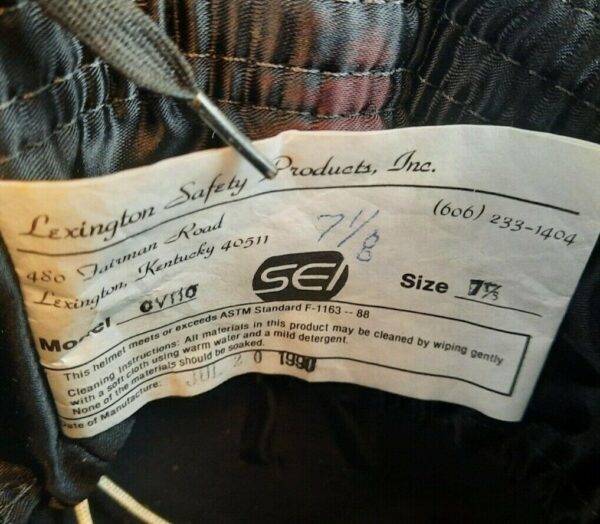 Lexington Safety Products, Inc.
480 Fairman Road
Lexington, Kentucky 40511
(606) 233-1404
7 1/8
SEI
Size
Model OV110
This helmet meets or exceeds ASTM Standard F-1163 -- 88
Cleaning Instructions: All materials in this product may be cleaned by wiping gently
with a soft cloth using warm water and a mild detergent.
None of the materials should be soaked.
Date of Manufacture: JUL 20 1990